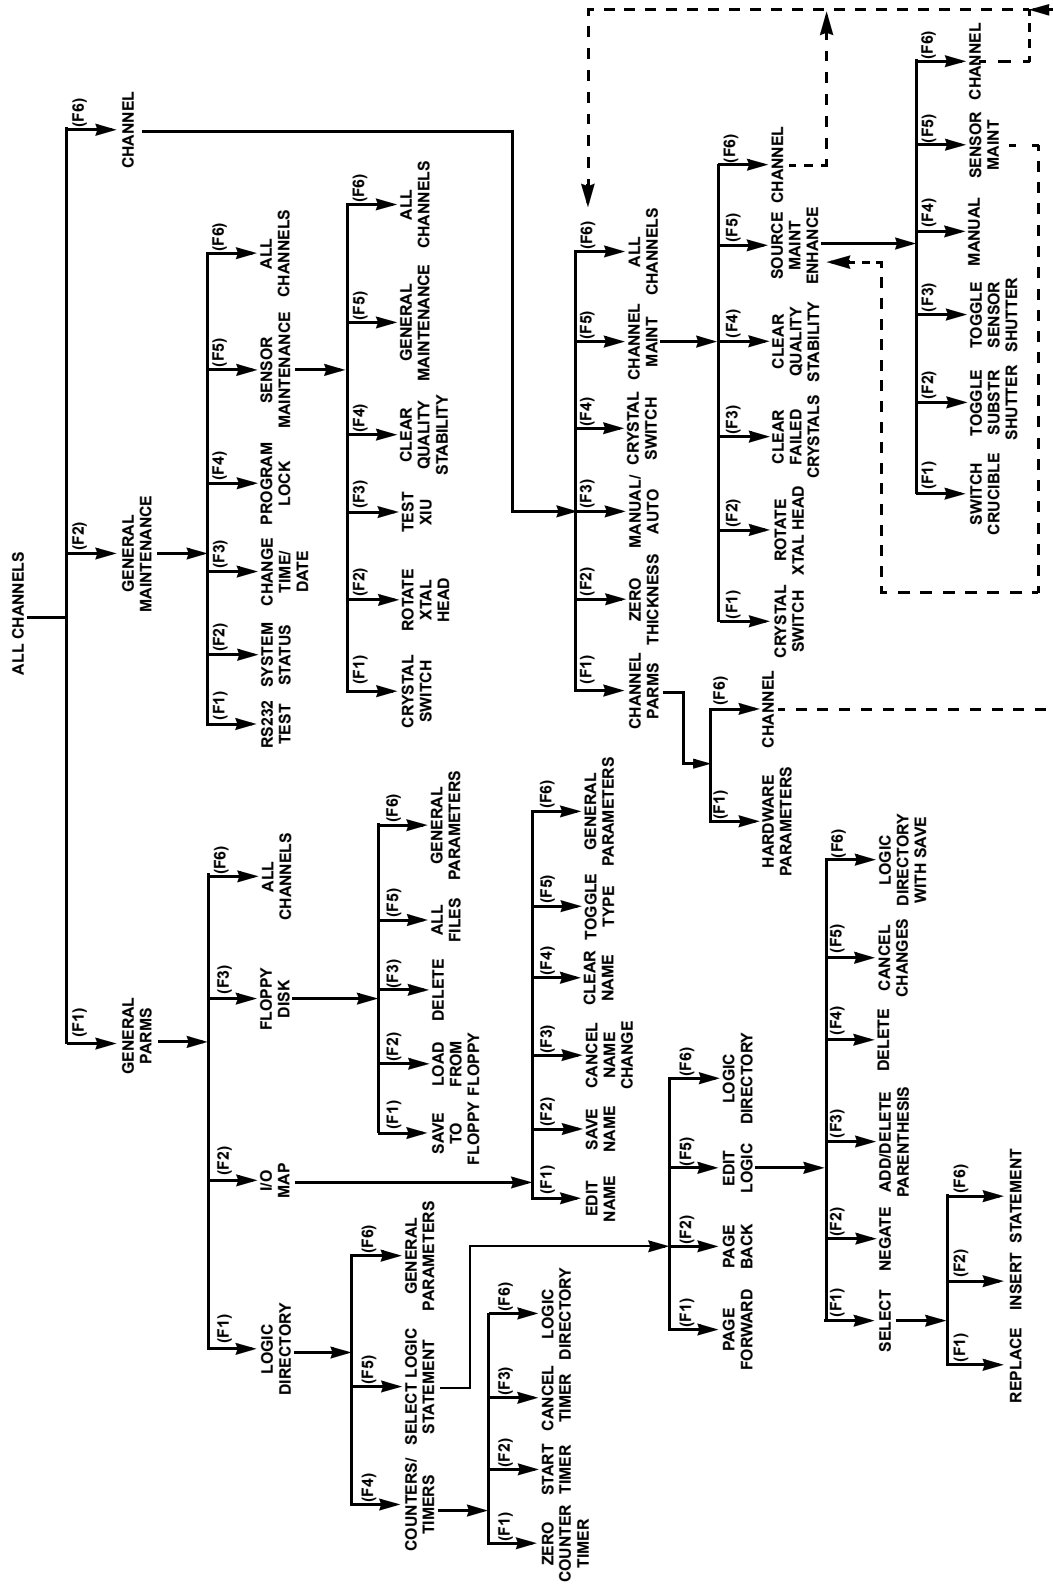 ALL CHANNELS
(F1)
GENERAL
PARMS
(F2)
GENERAL
MAINTENANCE
(F6)
CHANNEL
(F1)
LOGIC
DIRECTORY
(F2)
I/O
MAP
(F3)
FLOPPY
DISK
(F6)
ALL
CHANNELS
(F4)
COUNTERS/
TIMERS
(F5)
SELECT LOGIC
STATEMENT
(F6)
GENERAL
PARAMETERS
(F1)
ZERO
COUNTER
TIMER
(F2)
START
TIMER
(F3)
CANCEL
TIMER
(F6)
LOGIC
DIRECTORY
(F1)
SAVE
TO
FLOPPY
(F2)
LOAD
FROM
FLOPPY
(F3)
DELETE
(F5)
ALL
FILES
(F6)
GENERAL
PARAMETERS
(F1)
EDIT
NAME
(F2)
SAVE
NAME
(F3)
CANCEL
NAME
CHANGE
(F4)
CLEAR
NAME
(F5)
TOGGLE
TYPE
(F6)
GENERAL
PARAMETERS
(F1)
PAGE
FORWARD
(F2)
PAGE
BACK
(F5)
EDIT
LOGIC
(F6)
LOGIC
DIRECTORY
(F1)
SELECT
(F2)
NEGATE
(F3)
ADD/DELETE
PARENTHESIS
(F4)
DELETE
(F5)
CANCEL
CHANGES
(F6)
LOGIC
DIRECTORY
WITH SAVE
(F1)
REPLACE
(F2)
INSERT
(F6)
STATEMENT
(F1)
RS232
TEST
(F2)
SYSTEM
STATUS
(F3)
CHANGE
TIME/
DATE
(F4)
PROGRAM
LOCK
(F5)
SENSOR
MAINTENANCE
(F6)
ALL
CHANNELS
(F1)
CRYSTAL
SWITCH
(F2)
ROTATE
XTAL
HEAD
(F3)
TEST
XIU
(F4)
CLEAR
QUALITY
STABILITY
(F5)
GENERAL
MAINTENANCE
(F6)
ALL
CHANNELS
(F1)
CHANNEL
PARMS
(F2)
ZERO
THICKNESS
(F3)
MANUAL/
AUTO
(F4)
CRYSTAL
SWITCH
(F5)
CHANNEL
MAINT
(F6)
ALL
CHANNELS
(F1)
HARDWARE
PARAMETERS
(F6)
CHANNEL
(F1)
CRYSTAL
SWITCH
(F2)
ROTATE
XTAL HEAD
(F3)
CLEAR
FAILED
CRYSTALS
(F4)
CLEAR
QUALITY
STABILITY
(F5)
SOURCE
MAINT
ENHANCE
(F6)
CHANNEL
(F1)
SWITCH
CRUCIBLE
(F2)
TOGGLE
SUBSTR
SHUTTER
(F3)
TOGGLE
SENSOR
SHUTTER
(F4)
MANUAL
(F5)
SENSOR
MAINT
(F6)
CHANNEL